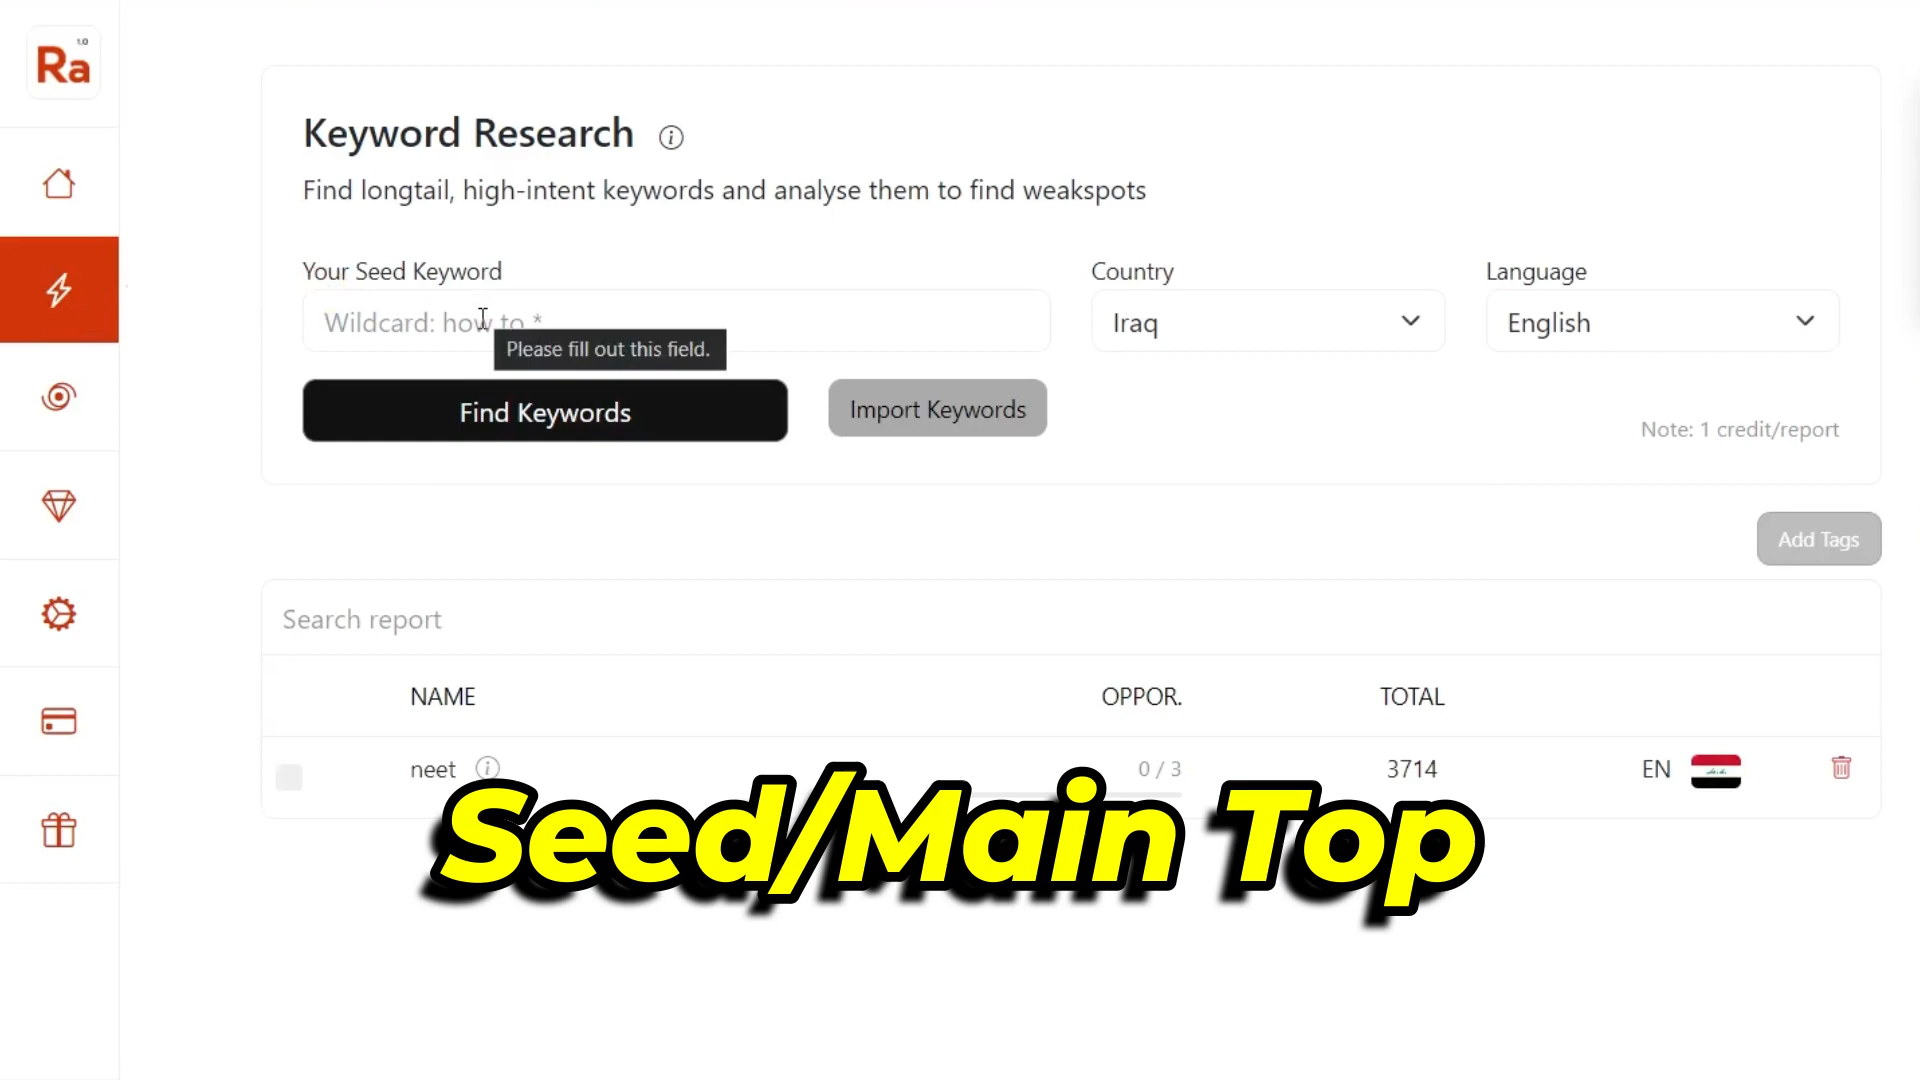 1.0
Ra
Keyword Research
Find longtail, high-intent keywords and analyse them to find weakspots
Your Seed Keyword
Country
Language
Wildcard: how to *
Iraq
English
Please fill out this field.
Find Keywords
Import Keywords
Note: 1 credit/report
Add Tags
Search report
NAME
OPPOR.
TOTAL
neet
0 / 3
3714
EN
Seed/Main Top